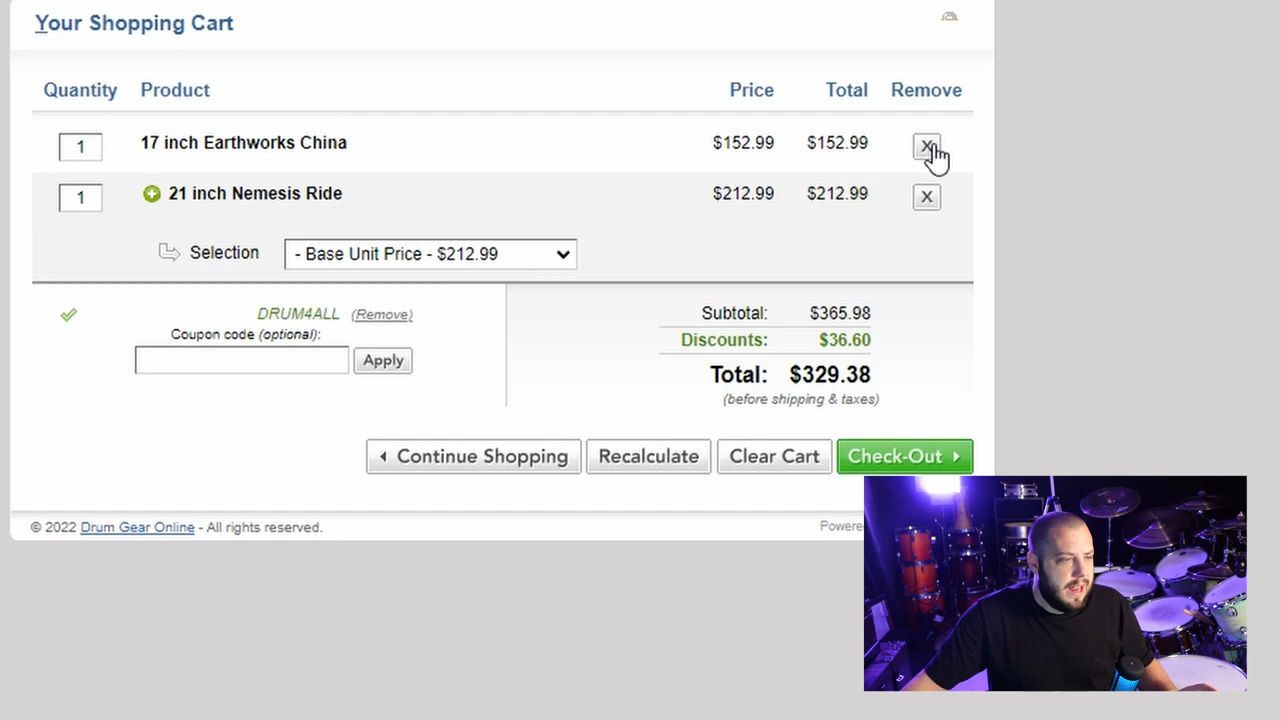 Your Shopping Cart
Quantity Product Price Total Remove
1 17 inch Earthworks China $152.99 $152.99 X
1 21 inch Nemesis Ride $212.99 $212.99 X
Selection - Base Unit Price - $212.99
DRUM4ALL (Remove)
Coupon code (optional):
Apply
Subtotal: $365.98
Discounts: $36.60
Total: $329.38
(before shipping & taxes)
Continue Shopping Recalculate Clear Cart Check-Out
© 2022 Drum Gear Online - All rights reserved.
Powere